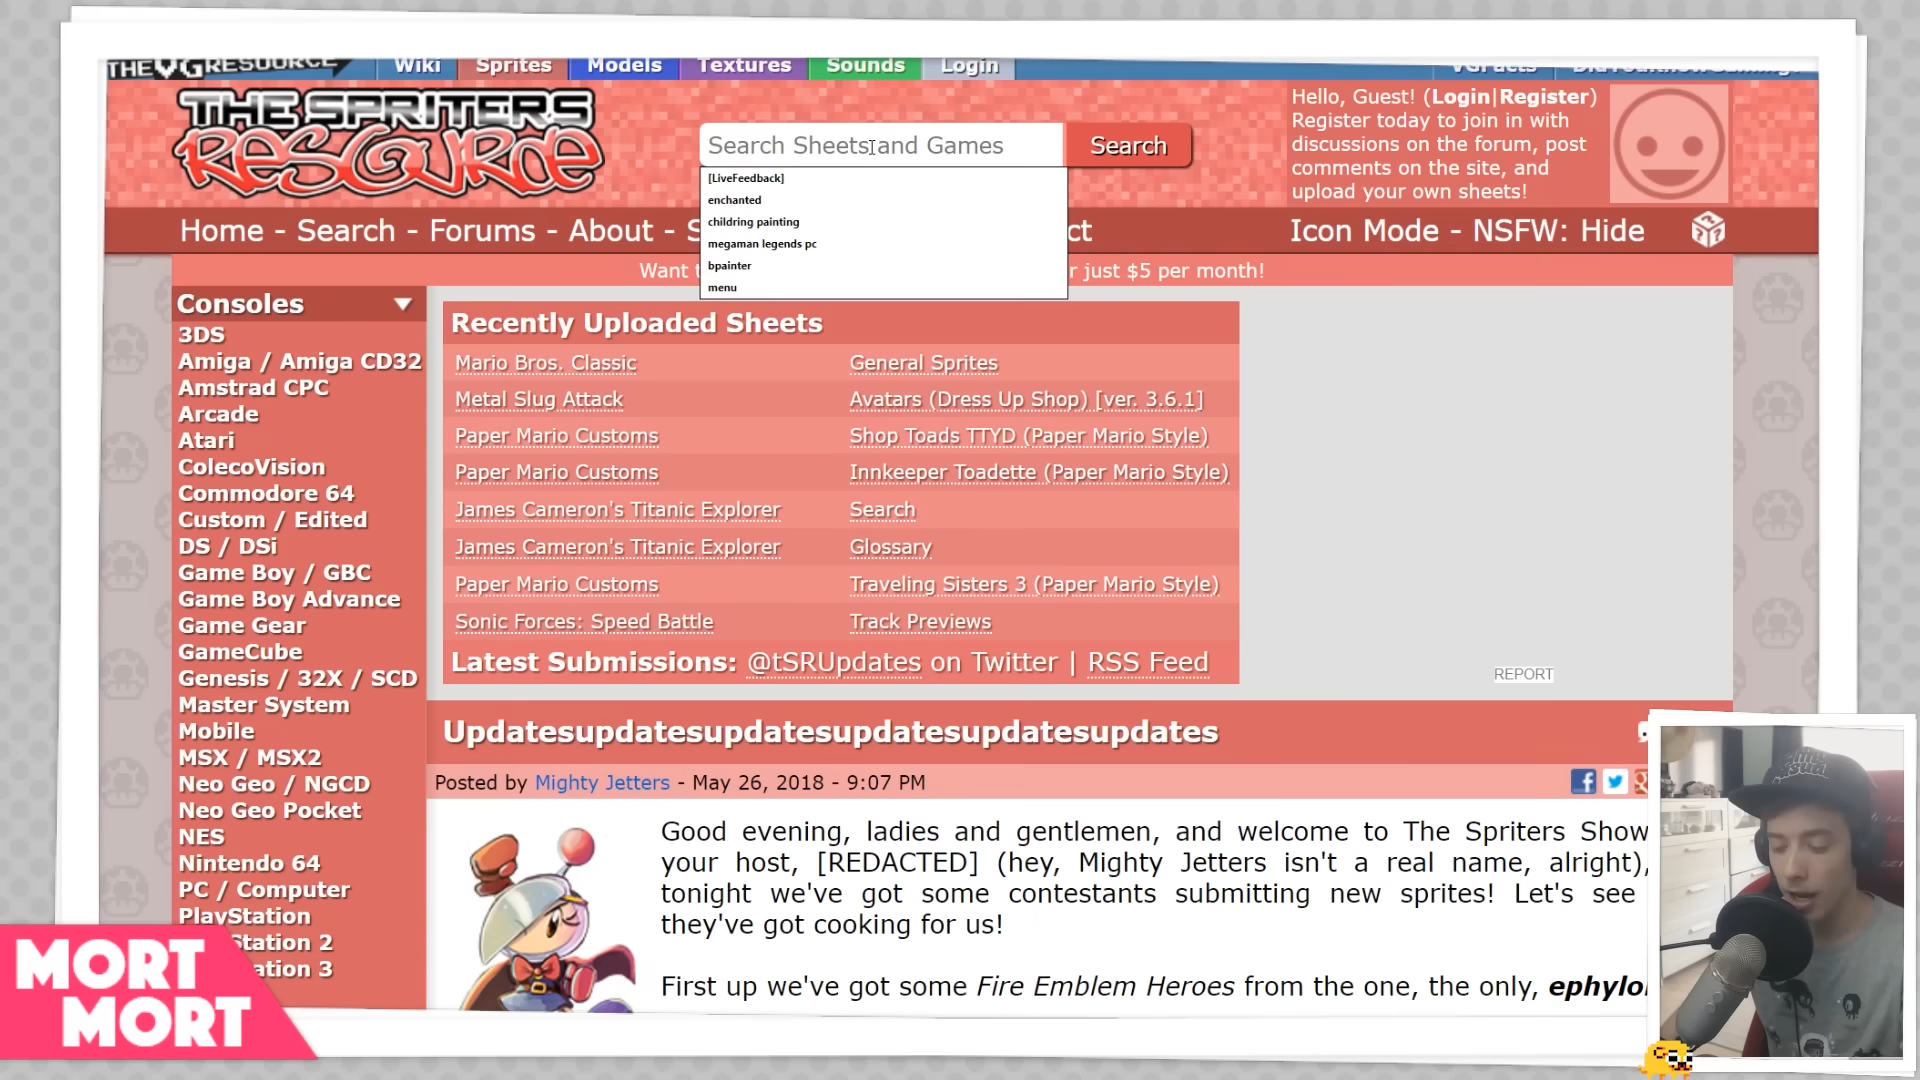 THE VG RESOURCE
Wiki
Sprites
Models
Textures
Sounds
Login
VGFacts
THE SPRITERS
RESOURCE
Search Sheets and Games
Search
Hello, Guest! (Login|Register)
Register today to join in with
discussions on the forum, post
comments on the site, and
upload your own sheets!
[LiveFeedback]
enchanted
childring painting
megaman legends pc
bpainter
menu
Home - Search - Forums - About - S
ct
Icon Mode - NSFW: Hide
Want
r just $5 per month!
Consoles
3DS
Amiga / Amiga CD32
Amstrad CPC
Arcade
Atari
ColecoVision
Commodore 64
Custom / Edited
DS / DSi
Game Boy / GBC
Game Boy Advance
Game Gear
GameCube
Genesis / 32X / SCD
Master System
Mobile
MSX / MSX2
Neo Geo / NGCD
Neo Geo Pocket
NES
Nintendo 64
PC / Computer
PlayStation
Station 2
ation 3
Recently Uploaded Sheets
Mario Bros. Classic General Sprites
Metal Slug Attack Avatars (Dress Up Shop) [ver. 3.6.1]
Paper Mario Customs Shop Toads TTYD (Paper Mario Style)
Paper Mario Customs Innkeeper Toadette (Paper Mario Style)
James Cameron's Titanic Explorer Search
James Cameron's Titanic Explorer Glossary
Paper Mario Customs Traveling Sisters 3 (Paper Mario Style)
Sonic Forces: Speed Battle Track Previews
Latest Submissions: @tSRUpdates on Twitter | RSS Feed
REPORT
Updatesupdatesupdatesupdatesupdatesupdates
Posted by Mighty Jetters - May 26, 2018 - 9:07 PM
Good evening, ladies and gentlemen, and welcome to The Spriters Show
your host, [REDACTED] (hey, Mighty Jetters isn't a real name, alright),
tonight we've got some contestants submitting new sprites! Let's see
they've got cooking for us!
First up we've got some Fire Emblem Heroes from the one, the only, ephylo
MORT
MORT